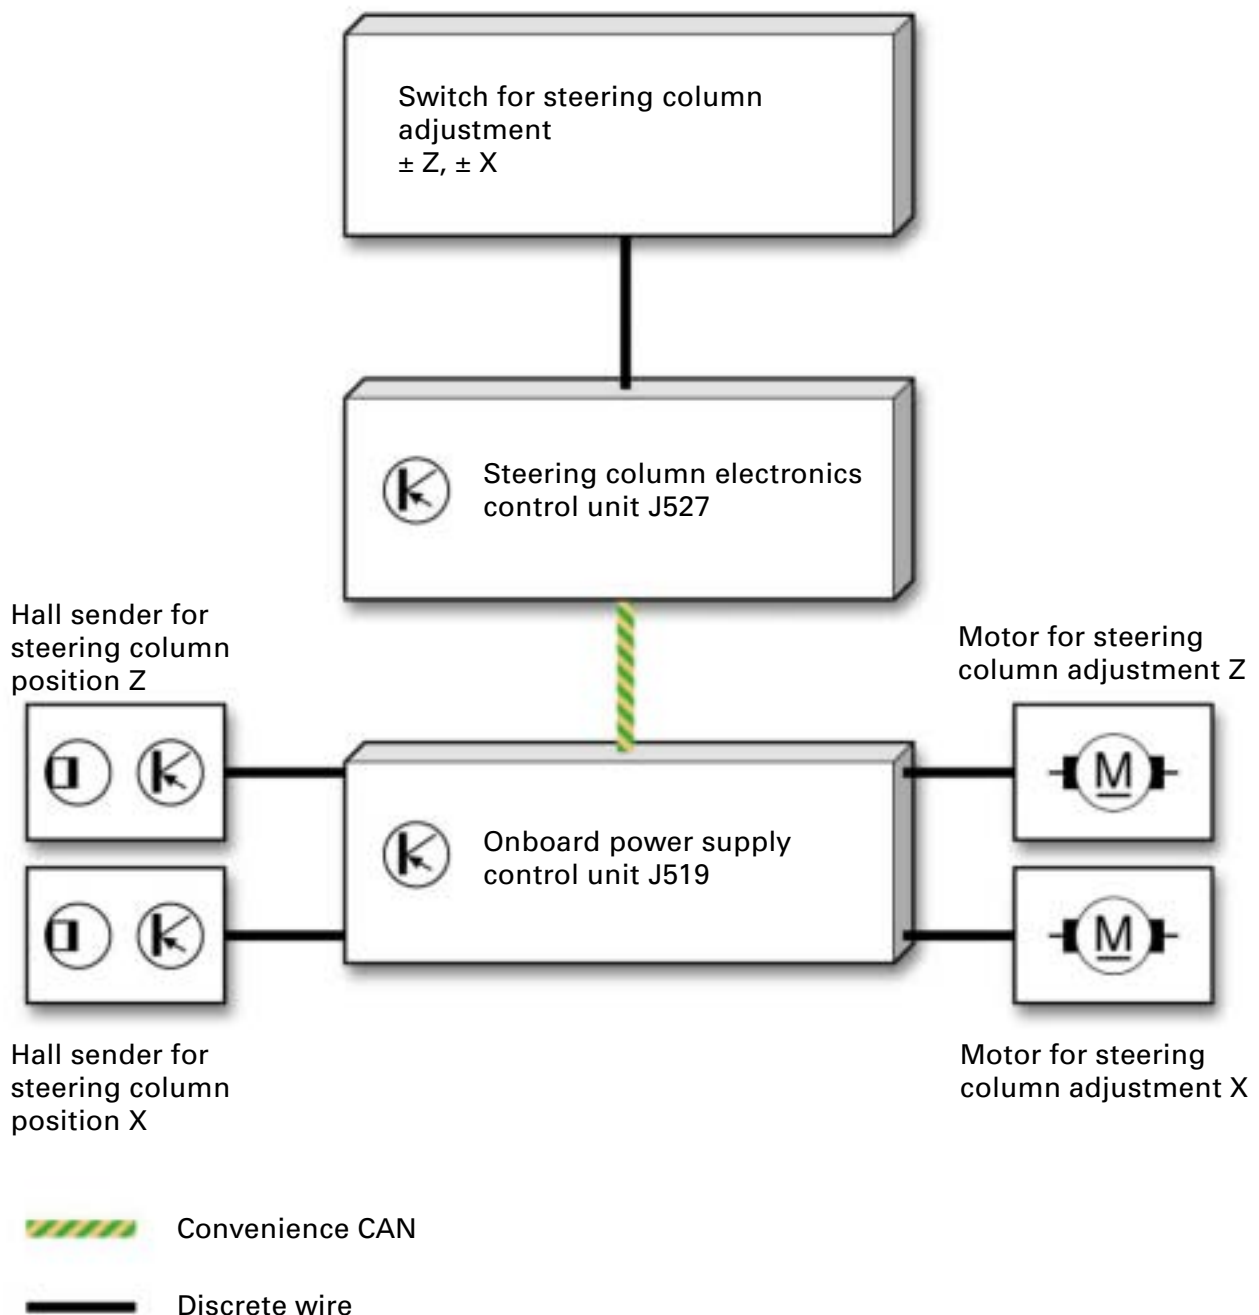 Switch for steering column
adjustment
± Z, ± X
Steering column electronics
control unit J527
Hall sender for
steering column
position Z
Motor for steering
column adjustment Z
M
Onboard power supply
control unit J519
M
Hall sender for
steering column
position X
Motor for steering
column adjustment X
Convenience CAN
Discrete wire